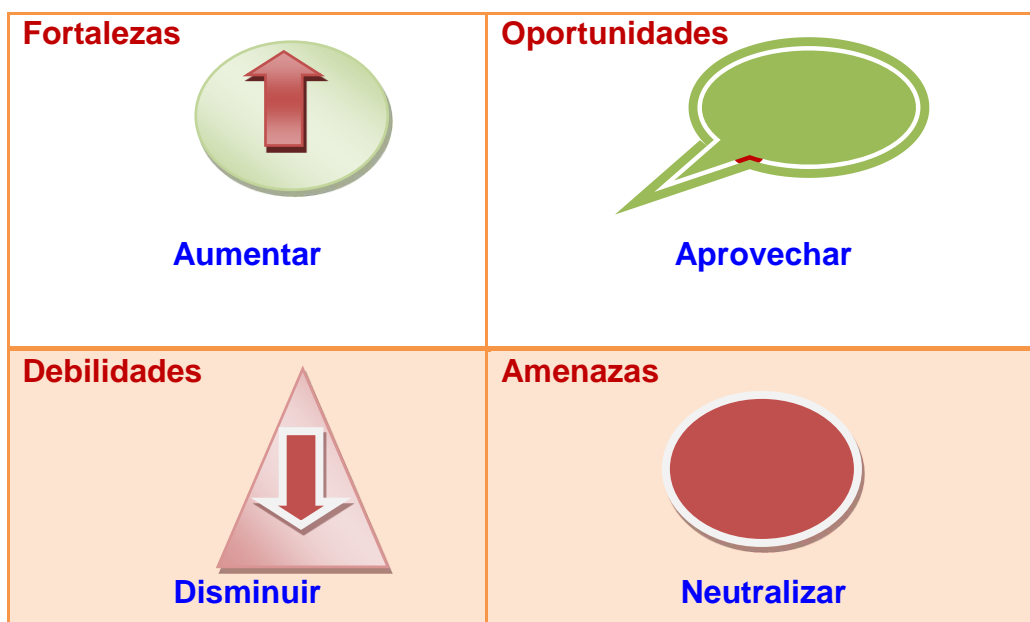 Fortalezas
Aumentar
Oportunidades
Aprovechar
Debilidades
Disminuir
Amenazas
Neutralizar